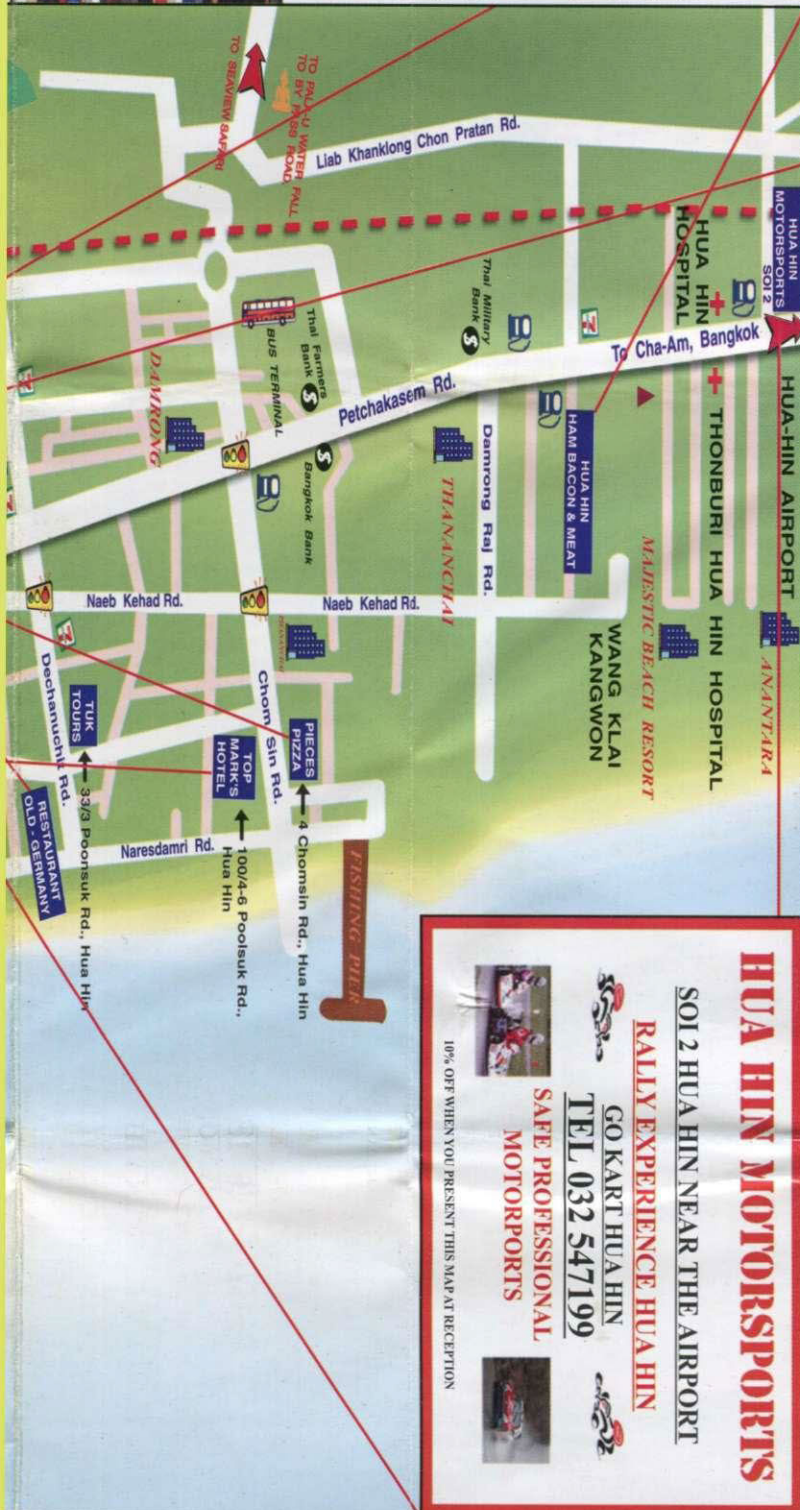 HUA HIN MOTORSPORTS
SOI 2 HUA HIN NEAR THE AIRPORT
RALLY EXPERIENCE HUA HIN
GO KART HUA HIN
TEL 032 547199
SAFE PROFESSIONAL
MOTORPORTS
10% OFF WHEN YOU PRESENT THIS MAP AT RECEPTION
HUA HIN
MOTORSPORTS
SOI 2
HUA-HIN AIRPORT
ANANTARA
To Cha-Am, Bangkok
HUA HIN
HOSPITAL
THONBURI HUA HIN HOSPITAL
MAJESTIC BEACH RESORT
WANG KLAI
KANGWON
HUA HIN
HAM BACON & MEAT
7
Liab Khanklong Chon Pratan Rd.
Thai Military
Bank
Damrong Raj Rd.
THANANCHAI
Petchakasem Rd.
TO PALA-U WATER FALL
TO BY PASS ROAD
TO SEAVIEW SAFARI
Thai Farmers
Bank
Bangkok Bank
BUS TERMINAL
DAMRONG
Naeb Kehad Rd.
Naeb Kehad Rd.
Chom Sin Rd.
PIECES
PIZZA
4 Chomsin Rd., Hua Hin
FISHING PIER
TOP
MARK'S
HOTEL
100/4-6 Poolsuk Rd.,
Hua Hin
Naresdamri Rd.
TUK
TOURS
33/3 Poonsuk Rd., Hua Hin
Dechanuchit Rd.
RESTAURANT
OLD - GERMANY
7
7
7